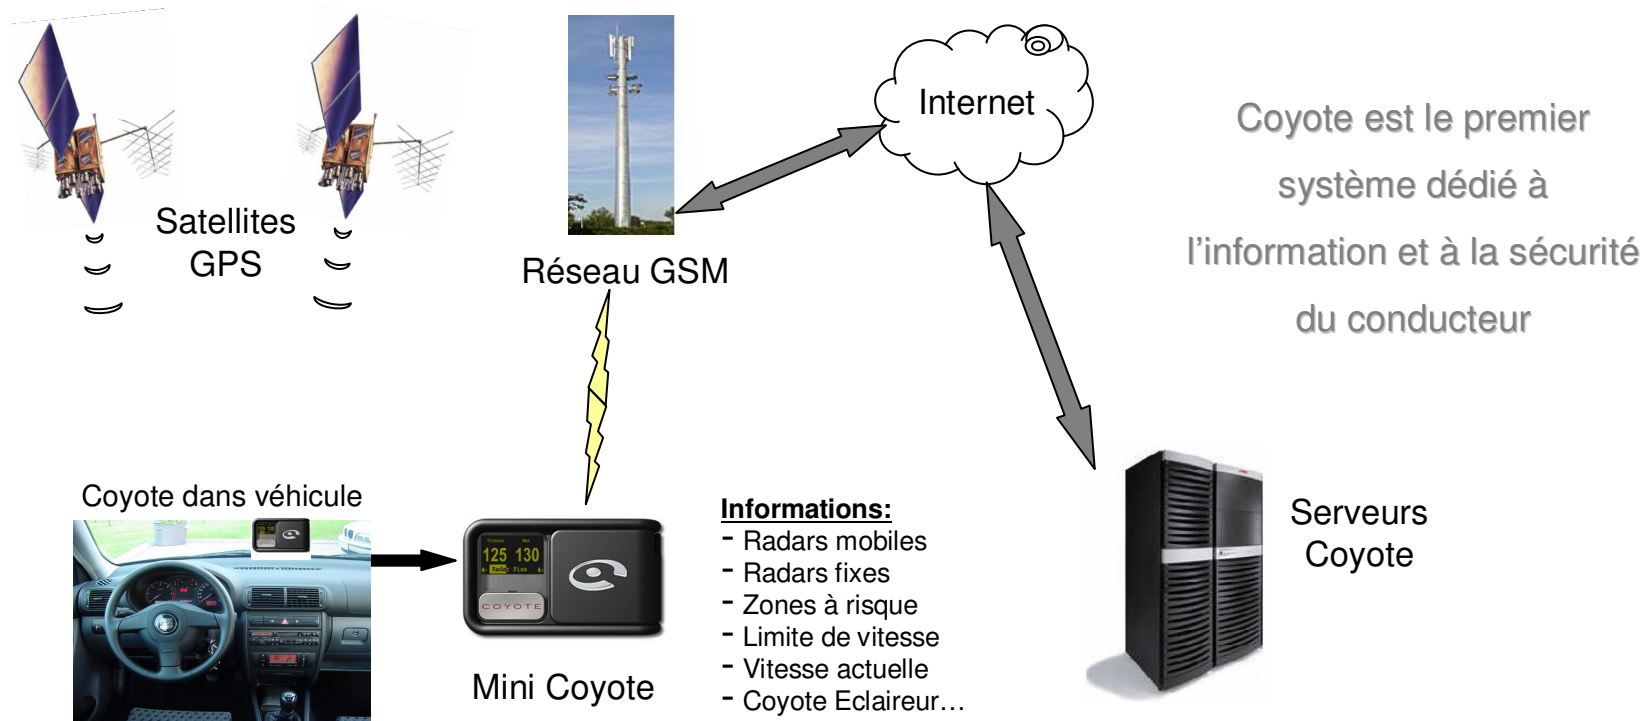 Satellites
GPS
Réseau GSM
Internet
Coyote est le premier
système dédié à
l'information et à la sécurité
du conducteur
Coyote dans véhicule
125 130
COYOTE
Mini Coyote
Informations:
- Radars mobiles
- Radars fixes
- Zones à risque
- Limite de vitesse
- Vitesse actuelle
- Coyote Eclaireur…
Serveurs
Coyote